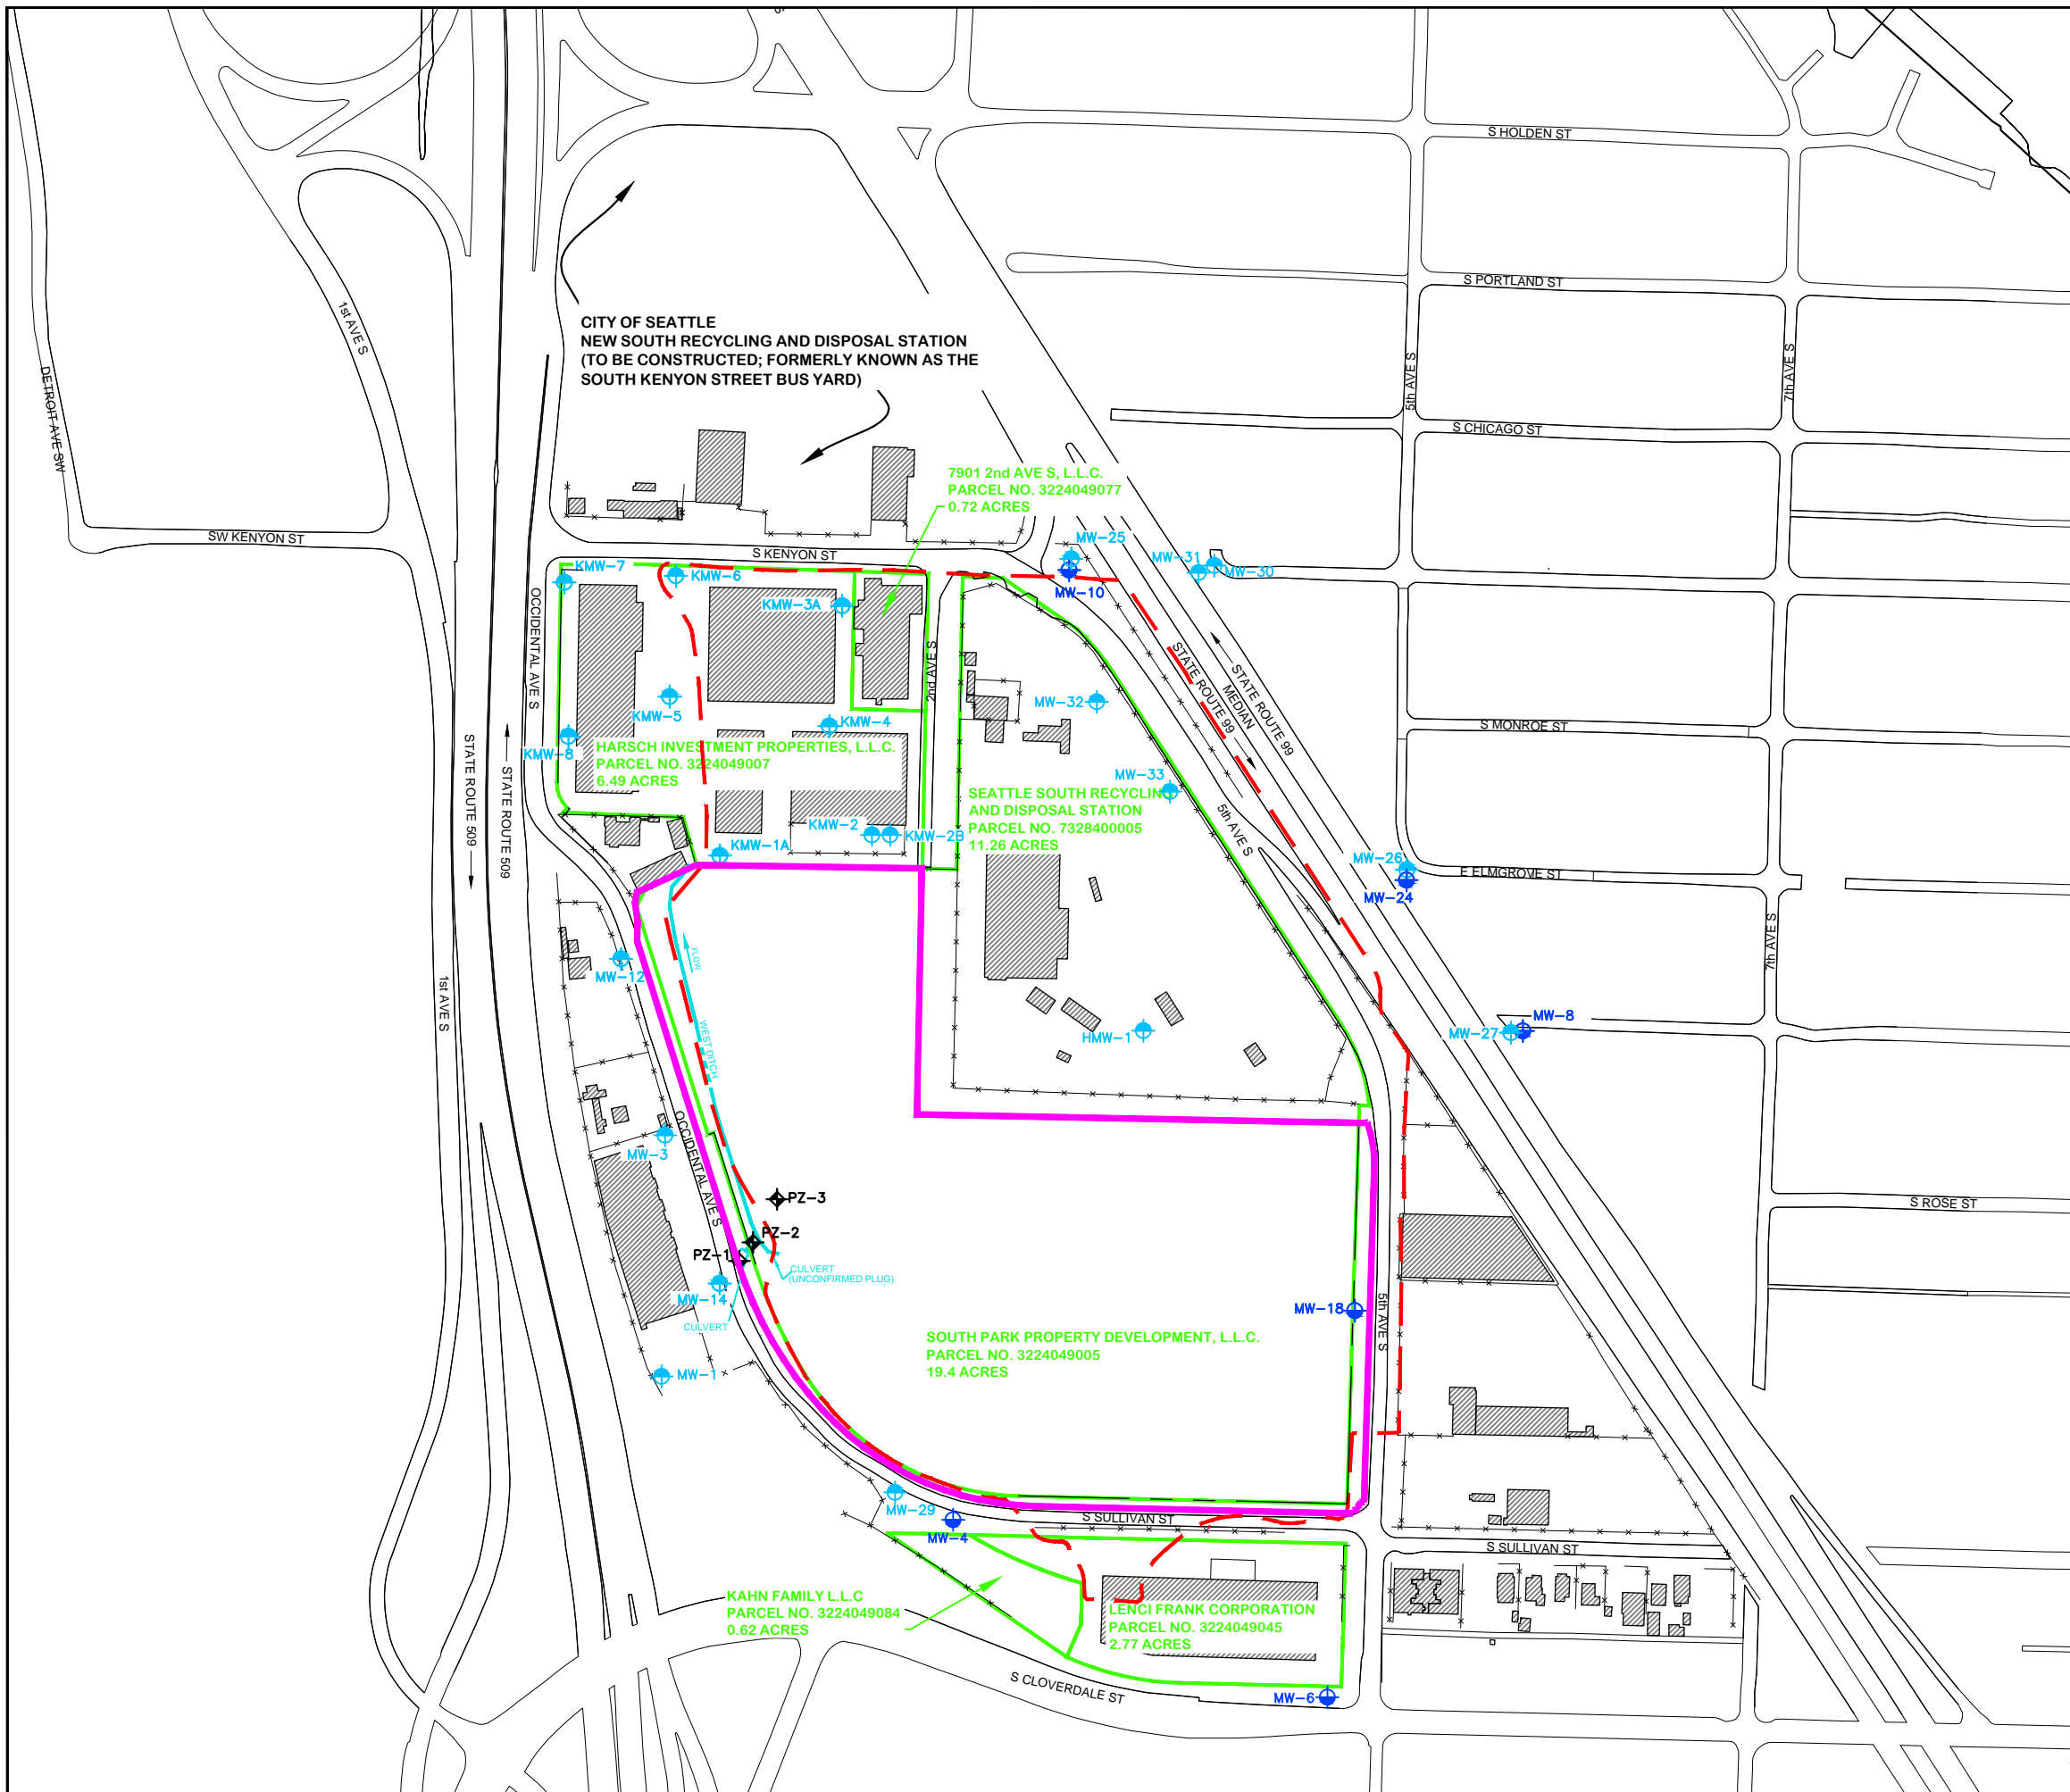 S HOLDEN ST
S PORTLAND ST
1st AVE S
CITY OF SEATTLE
NEW SOUTH RECYCLING AND DISPOSAL STATION
(TO BE CONSTRUCTED; FORMERLY KNOWN AS THE
SOUTH KENYON STREET BUS YARD)
5th AVE S
7th AVE S
DETROIT AVE SW
S CHICAGO ST
7901 2nd AVE S, L.L.C.
PARCEL NO. 3224049077
0.72 ACRES
SW KENYON ST
S KENYON ST
MW-25
MW-31
MW-30
MW-10
KMW-7
KMW-6
KMW-3A
OCCIDENTAL AVE S
2nd AVE S
STATE ROUTE 99
MEDIAN
STATE ROUTE 99
MW-32
KMW-5
KMW-4
KMW-8
S MONROE ST
HARSCH INVESTMENT PROPERTIES, L.L.C.
PARCEL NO. 3224049007
6.49 ACRES
STATE ROUTE 509
STATE ROUTE 509
MW-33
SEATTLE SOUTH RECYCLING
AND DISPOSAL STATION
PARCEL NO. 7328400005
11.26 ACRES
5th AVE S
KMW-2
KMW-2B
KMW-1A
MW-26
E ELMGROVE ST
MW-24
7th AVE S
FLOW
MW-12
1st AVE S
WEST DITCH
HMW-1
MW-27
MW-8
OCCIDENTAL AVE S
MW-3
PZ-3
S ROSE ST
PZ-2
PZ-1
CULVERT
(UNCONFIRMED PLUG)
MW-14
CULVERT
MW-18
5th AVE S
SOUTH PARK PROPERTY DEVELOPMENT, L.L.C.
PARCEL NO. 3224049005
19.4 ACRES
MW-1
MW-29
MW-4
S SULLIVAN ST
S SULLIVAN ST
KAHN FAMILY L.L.C
PARCEL NO. 3224049084
0.62 ACRES
LENCI FRANK CORPORATION
PARCEL NO. 3224049045
2.77 ACRES
S CLOVERDALE ST
MW-6